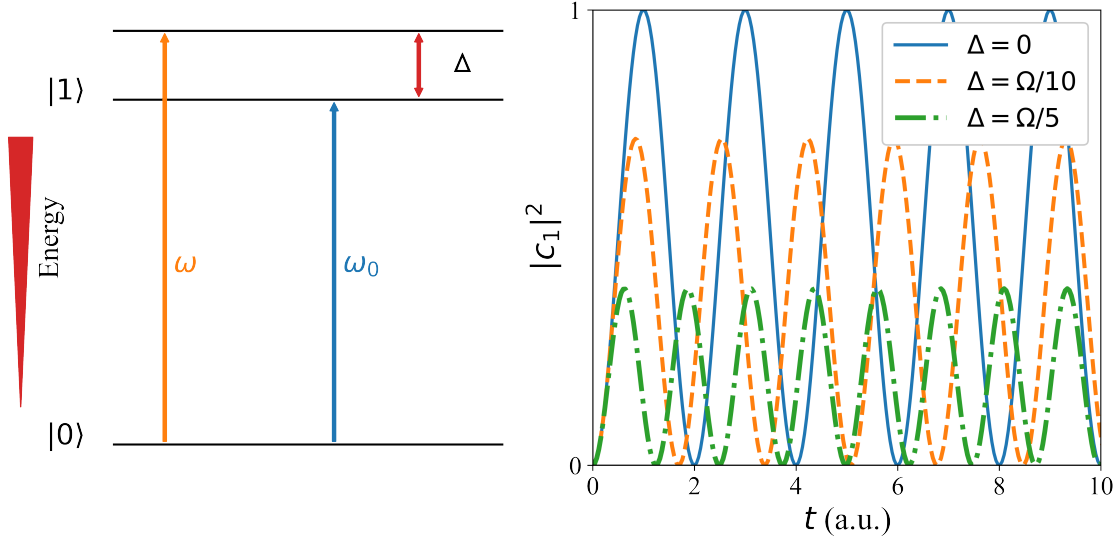 |1⟩
Δ
Energy
ω
ω₀
|0⟩
|c₁|²
1
0
Δ = 0
Δ = Ω/10
Δ = Ω/5
0 2 4 6 8 10
t (a.u.)